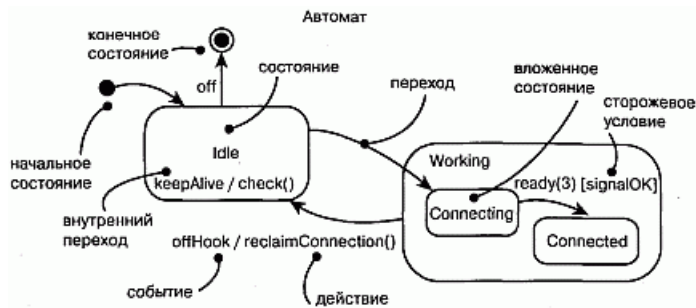 Автомат
конечное
состояние
состояние
off
переход
вложенное
состояние
сторожевое
условие
начальное
состояние
Idle
keepAlive / check()
Working
ready(3) [signalOK]
Connecting
Connected
внутренний
переход
offHook / reclaimConnection()
событие
действие